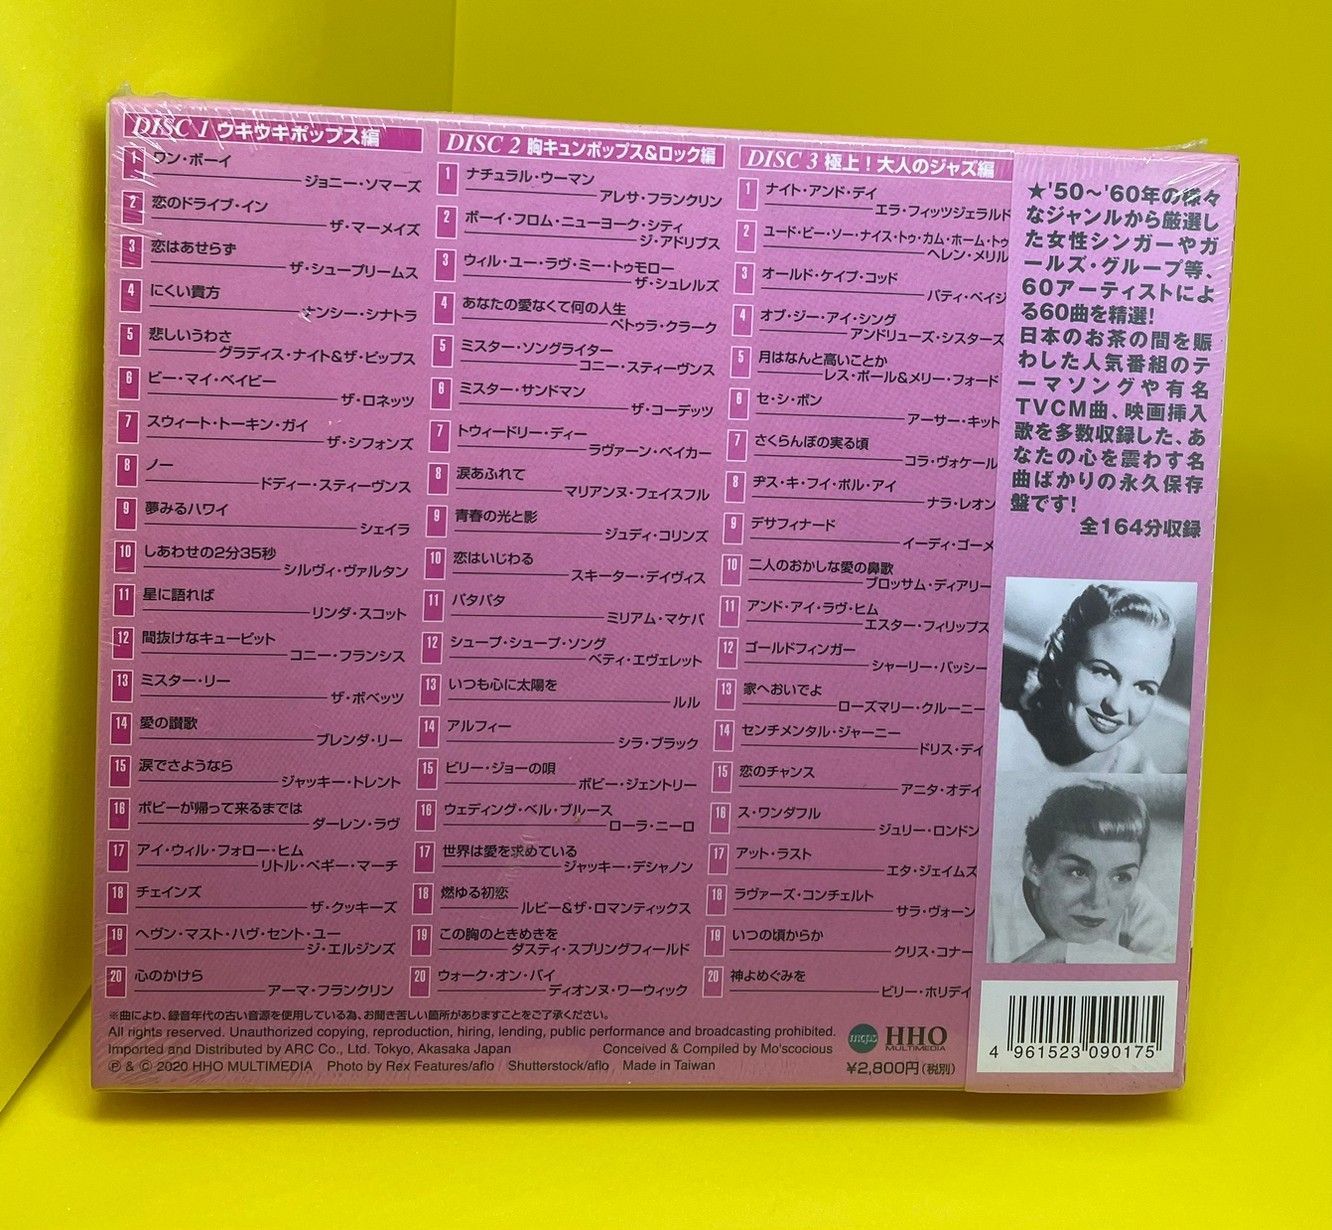 DISC 1 ウキウキポップス編
1 ワン・ボーイ
ジョニー・ソマーズ
2 恋のドライブ・イン
ザ・マーメイズ
3 恋はあせらず
ザ・シュープリームス
4 にくい貴方
ナンシー・シナトラ
5 悲しいうわさ
グラディス・ナイト&ザ・ピップス
6 ビー・マイ・ベイビー
ザ・ロネッツ
7 スウィート・トーキン・ガイ
ザ・シフォンズ
8 ノー
ドディー・スティーヴンス
9 夢みるハワイ
シェイラ
10 しあわせの2分35秒
シルヴィ・ヴァルタン
11 星に語れば
リンダ・スコット
12 間抜けなキューピット
コニー・フランシス
13 ミスター・リー
ザ・ボベッツ
14 愛の讃歌
ブレンダ・リー
15 涙でさようなら
ジャッキー・トレント
16 ボビーが帰って来るまでは
ダーレン・ラヴ
17 アイ・ウィル・フォロー・ヒム
リトル・ペギー・マーチ
18 チェインズ
ザ・クッキーズ
19 ヘヴン・マスト・ハヴ・セント・ユー
ジ・エルジンズ
20 心のかけら
アーマ・フランクリン
DISC 2 胸キュンポップス&ロック編
1 ナチュラル・ウーマン
アレサ・フランクリン
2 ボーイ・フロム・ニューヨーク・シティ
ジ・アドリブス
3 ウィル・ユー・ラヴ・ミー・トゥモロー
ザ・シュレルズ
4 あなたの愛なくて何の人生
ペトゥラ・クラーク
5 ミスター・ソングライター
コニー・スティーヴンス
6 ミスター・サンドマン
ザ・コーデッツ
7 トウィードリー・ディー
ラヴァーン・ベイカー
8 涙あふれて
マリアンヌ・フェイスフル
9 青春の光と影
ジュディ・コリンズ
10 恋はいじわる
スキーター・デイヴィス
11 パタパタ
ミリアム・マケバ
12 シュープ・シュープ・ソング
ベティ・エヴェレット
13 いつも心に太陽を
ルル
14 アルフィー
シラ・ブラック
15 ビリー・ジョーの唄
ボビー・ジェントリー
16 ウェディング・ベル・ブルース
ローラ・ニーロ
17 世界は愛を求めている
ジャッキー・デシャノン
18 燃ゆる初恋
ルビー&ザ・ロマンティックス
19 この胸のときめきを
ダスティ・スプリングフィールド
20 ウォーク・オン・バイ
ディオンヌ・ワーウィック
DISC 3 極上!大人のジャズ編
1 ナイト・アンド・デイ
エラ・フィッツジェラルド
2 ユード・ビー・ソー・ナイス・トゥ・カム・ホーム・トゥ
ヘレン・メリル
3 オールド・ケイプ・コッド
パティ・ペイジ
4 オブ・ジー・アイ・シング
アンドリューズ・シスターズ
5 月はなんと高いことか
レス・ポール&メリー・フォード
6 セ・シ・ボン
アーサー・キット
7 さくらんぼの実る頃
コラ・ヴォケール
8 ヂス・キ・フイ・ポル・アイ
ナラ・レオン
9 デサフィナード
イーディ・ゴーメ
10 二人のおかしな愛の鼻歌
ブロッサム・ディアリー
11 アンド・アイ・ラヴ・ヒム
エスター・フィリップス
12 ゴールドフィンガー
シャーリー・バッシー
13 家へおいでよ
ローズマリー・クルーニー
14 センチメンタル・ジャーニー
ドリス・デイ
15 恋のチャンス
アニタ・オデイ
16 ス・ワンダフル
ジュリー・ロンドン
17 アット・ラスト
エタ・ジェイムズ
18 ラヴァーズ・コンチェルト
サラ・ヴォーン
19 いつの頃からか
クリス・コナー
20 神よめぐみを
ビリー・ホリデイ
★'50〜'60年の様々
なジャンルから厳選し
た女性シンガーやガ
ールズ・グループ等、
60アーティストによ
る60曲を精選!
日本のお茶の間を賑
わした人気番組のテ
ーマソングや有名
TVCM曲、映画挿入
歌を多数収録した、あ
なたの心を震わす名
曲ばかりの永久保存
盤です!
全164分収録
※曲により、録音年代の古い音源を使用している為、お聞き苦しい箇所がありますことをご了承ください。
All rights reserved. Unauthorized copying, reproduction, hiring, lending, public performance and broadcasting prohibited.
Imported and Distributed by ARC Co., Ltd. Tokyo, Akasaka Japan Conceived & Compiled by Mo'scocious
℗ & © 2020 HHO MULTIMEDIA Photo by Rex Features/aflo Shutterstock/aflo Made in Taiwan
mcps
HHO
MULTIMEDIA
¥2,800円(税別)
4 961523 090175